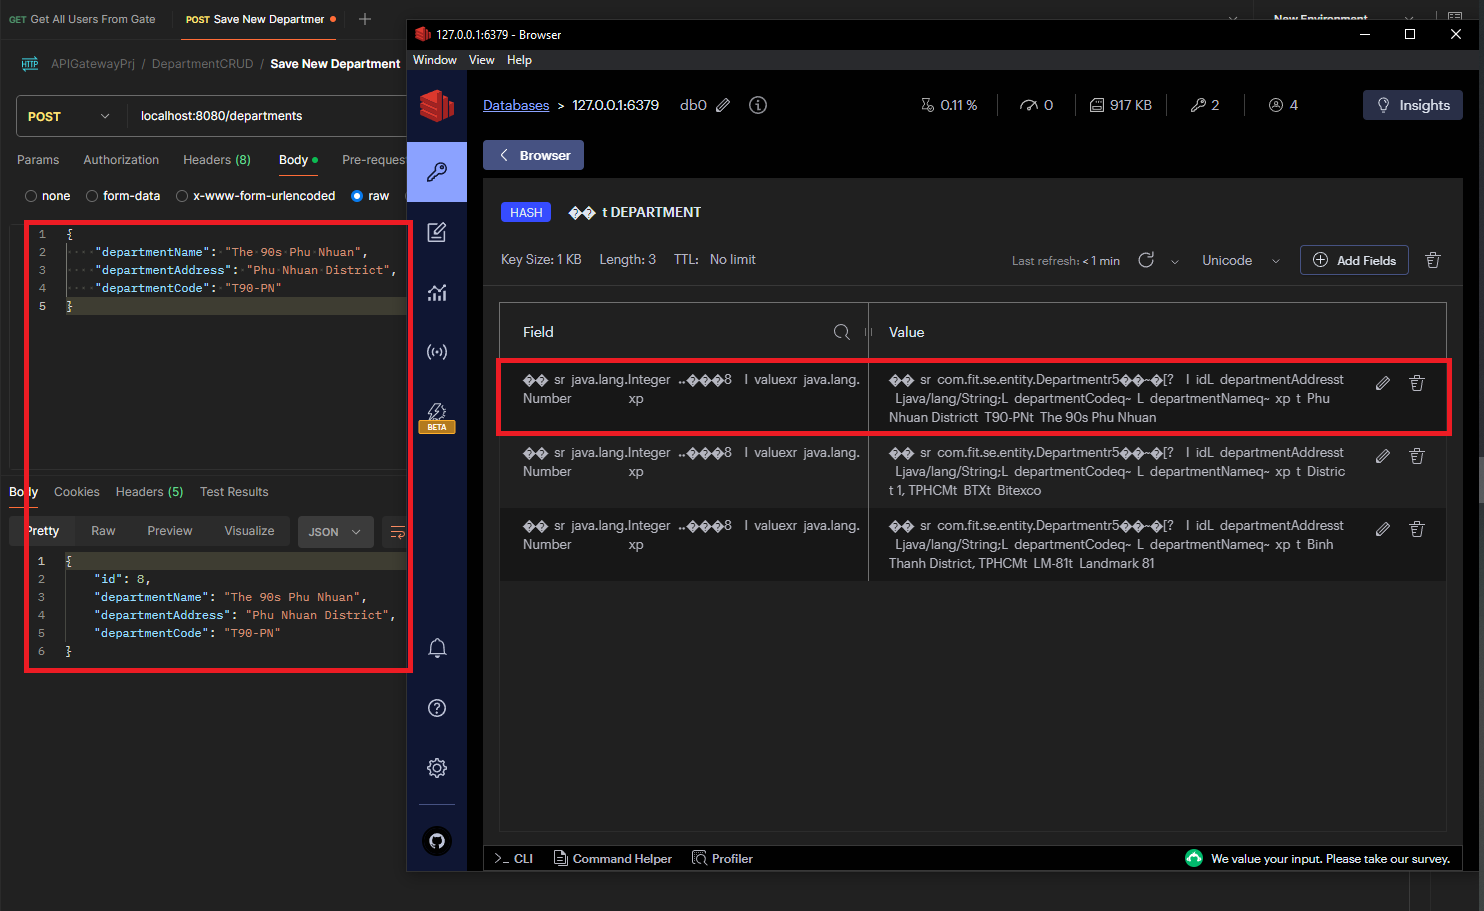 GET Get All Users From Gate
POST Save New Departmer
New Environment
127.0.0.1:6379 - Browser
Window View Help
HTTP APIGatewayPrj / DepartmentCRUD / Save New Department
POST localhost:8080/departments
Params Authorization Headers (8) Body Pre-reques
none form-data x-www-form-urlencoded raw
1 {
2 "departmentName": "The 90s Phu Nhuan",
3 "departmentAddress": "Phu Nhuan District",
4 "departmentCode": "T90-PN"
5 }
Body Cookies Headers (5) Test Results
Pretty Raw Preview Visualize JSON
1 {
2 "id": 8,
3 "departmentName": "The 90s Phu Nhuan",
4 "departmentAddress": "Phu Nhuan District",
5 "departmentCode": "T90-PN"
6 }
BETA
Databases > 127.0.0.1:6379 db0 0.11 % 0 917 KB 2 4 Insights
Browser
HASH �� t DEPARTMENT
Key Size: 1 KB Length: 3 TTL: No limit Last refresh: < 1 min Unicode Add Fields
Field Value
�� sr java.lang.Integer ..���8 I valuexr java.lang.
Number xp
�� sr com.fit.se.entity.Departmentr5��~�[? I idL departmentAddresst
Ljava/lang/String;L departmentCodeq~ L departmentNameq~ xp t Phu
Nhuan Districtt T90-PNt The 90s Phu Nhuan
�� sr java.lang.Integer ..���8 I valuexr java.lang.
Number xp
�� sr com.fit.se.entity.Departmentr5��~�[? I idL departmentAddresst
Ljava/lang/String;L departmentCodeq~ L departmentNameq~ xp t Distric
t 1, TPHCMt BTXt Bitexco
�� sr java.lang.Integer ..���8 I valuexr java.lang.
Number xp
�� sr com.fit.se.entity.Departmentr5��~�[? I idL departmentAddresst
Ljava/lang/String;L departmentCodeq~ L departmentNameq~ xp t Binh
Thanh District, TPHCMt LM-81t Landmark 81
>_ CLI Command Helper Profiler We value your input. Please take our survey.